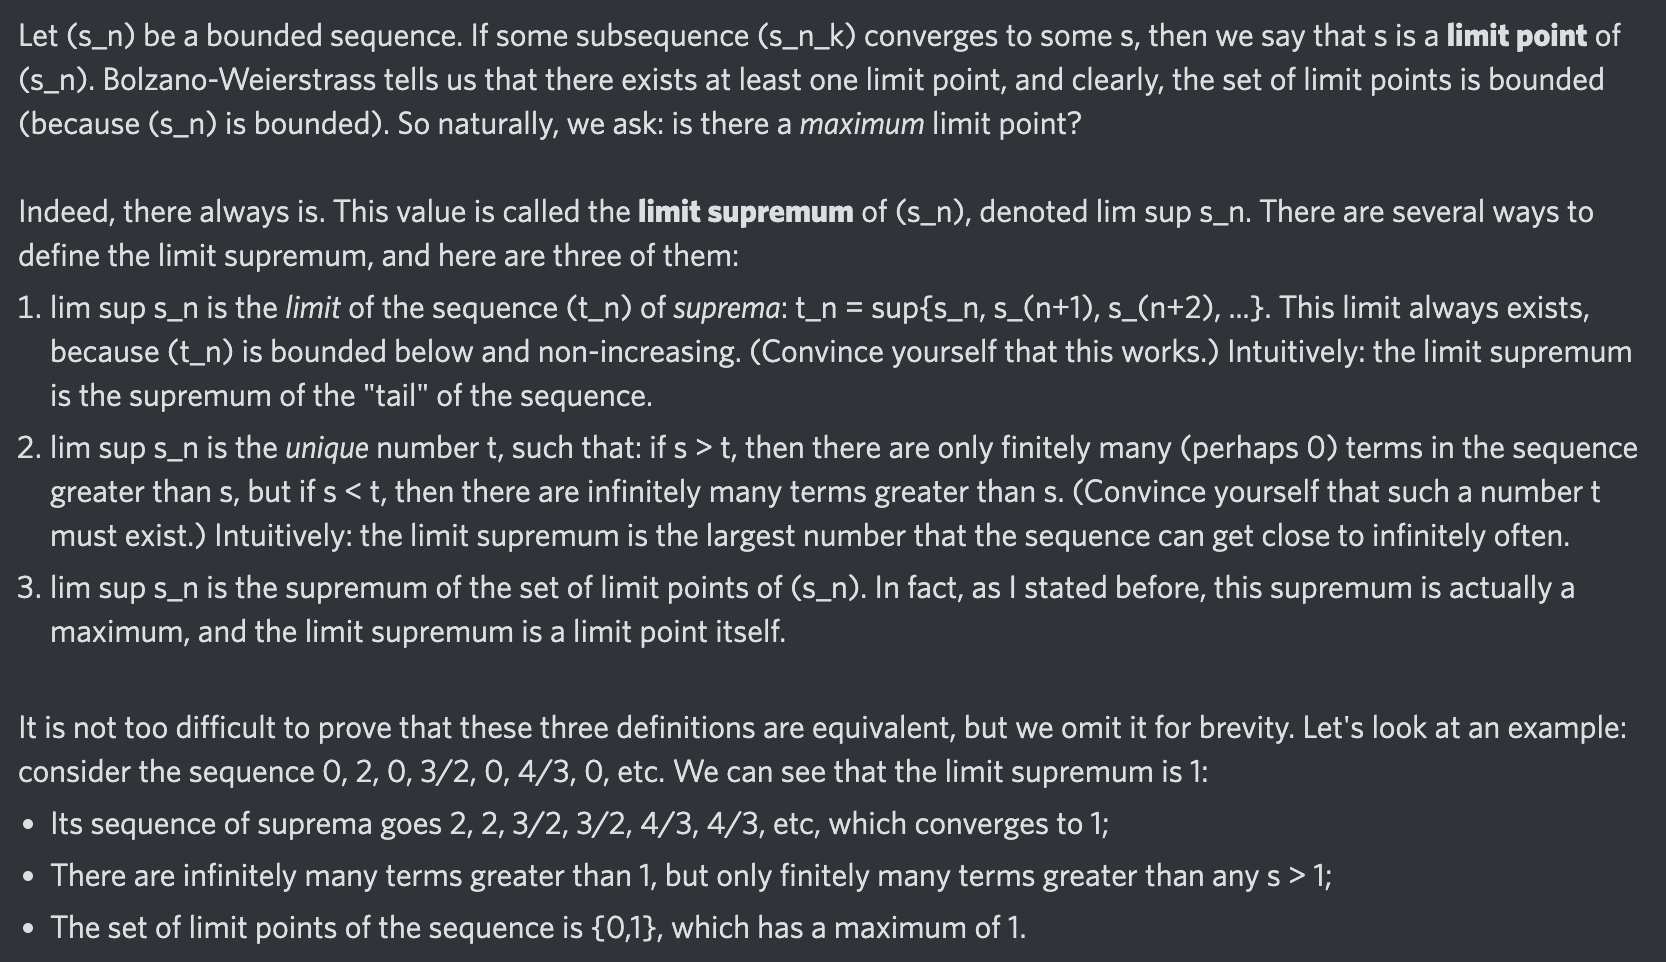 Let (s_n) be a bounded sequence. If some subsequence (s_n_k) converges to some s, then we say that s is a limit point of
(s_n). Bolzano-Weierstrass tells us that there exists at least one limit point, and clearly, the set of limit points is bounded
(because (s_n) is bounded). So naturally, we ask: is there a maximum limit point?
Indeed, there always is. This value is called the limit supremum of (s_n), denoted lim sup s_n. There are several ways to
define the limit supremum, and here are three of them:
1. lim sup s_n is the limit of the sequence (t_n) of suprema: t_n = sup{s_n, s_(n+1), s_(n+2), ...}. This limit always exists,
because (t_n) is bounded below and non-increasing. (Convince yourself that this works.) Intuitively: the limit supremum
is the supremum of the "tail" of the sequence.
2. lim sup s_n is the unique number t, such that: if s > t, then there are only finitely many (perhaps 0) terms in the sequence
greater than s, but if s < t, then there are infinitely many terms greater than s. (Convince yourself that such a number t
must exist.) Intuitively: the limit supremum is the largest number that the sequence can get close to infinitely often.
3. lim sup s_n is the supremum of the set of limit points of (s_n). In fact, as I stated before, this supremum is actually a
maximum, and the limit supremum is a limit point itself.
It is not too difficult to prove that these three definitions are equivalent, but we omit it for brevity. Let's look at an example:
consider the sequence 0, 2, 0, 3/2, 0, 4/3, 0, etc. We can see that the limit supremum is 1:
• Its sequence of suprema goes 2, 2, 3/2, 3/2, 4/3, 4/3, etc, which converges to 1;
• There are infinitely many terms greater than 1, but only finitely many terms greater than any s > 1;
• The set of limit points of the sequence is {0,1}, which has a maximum of 1.